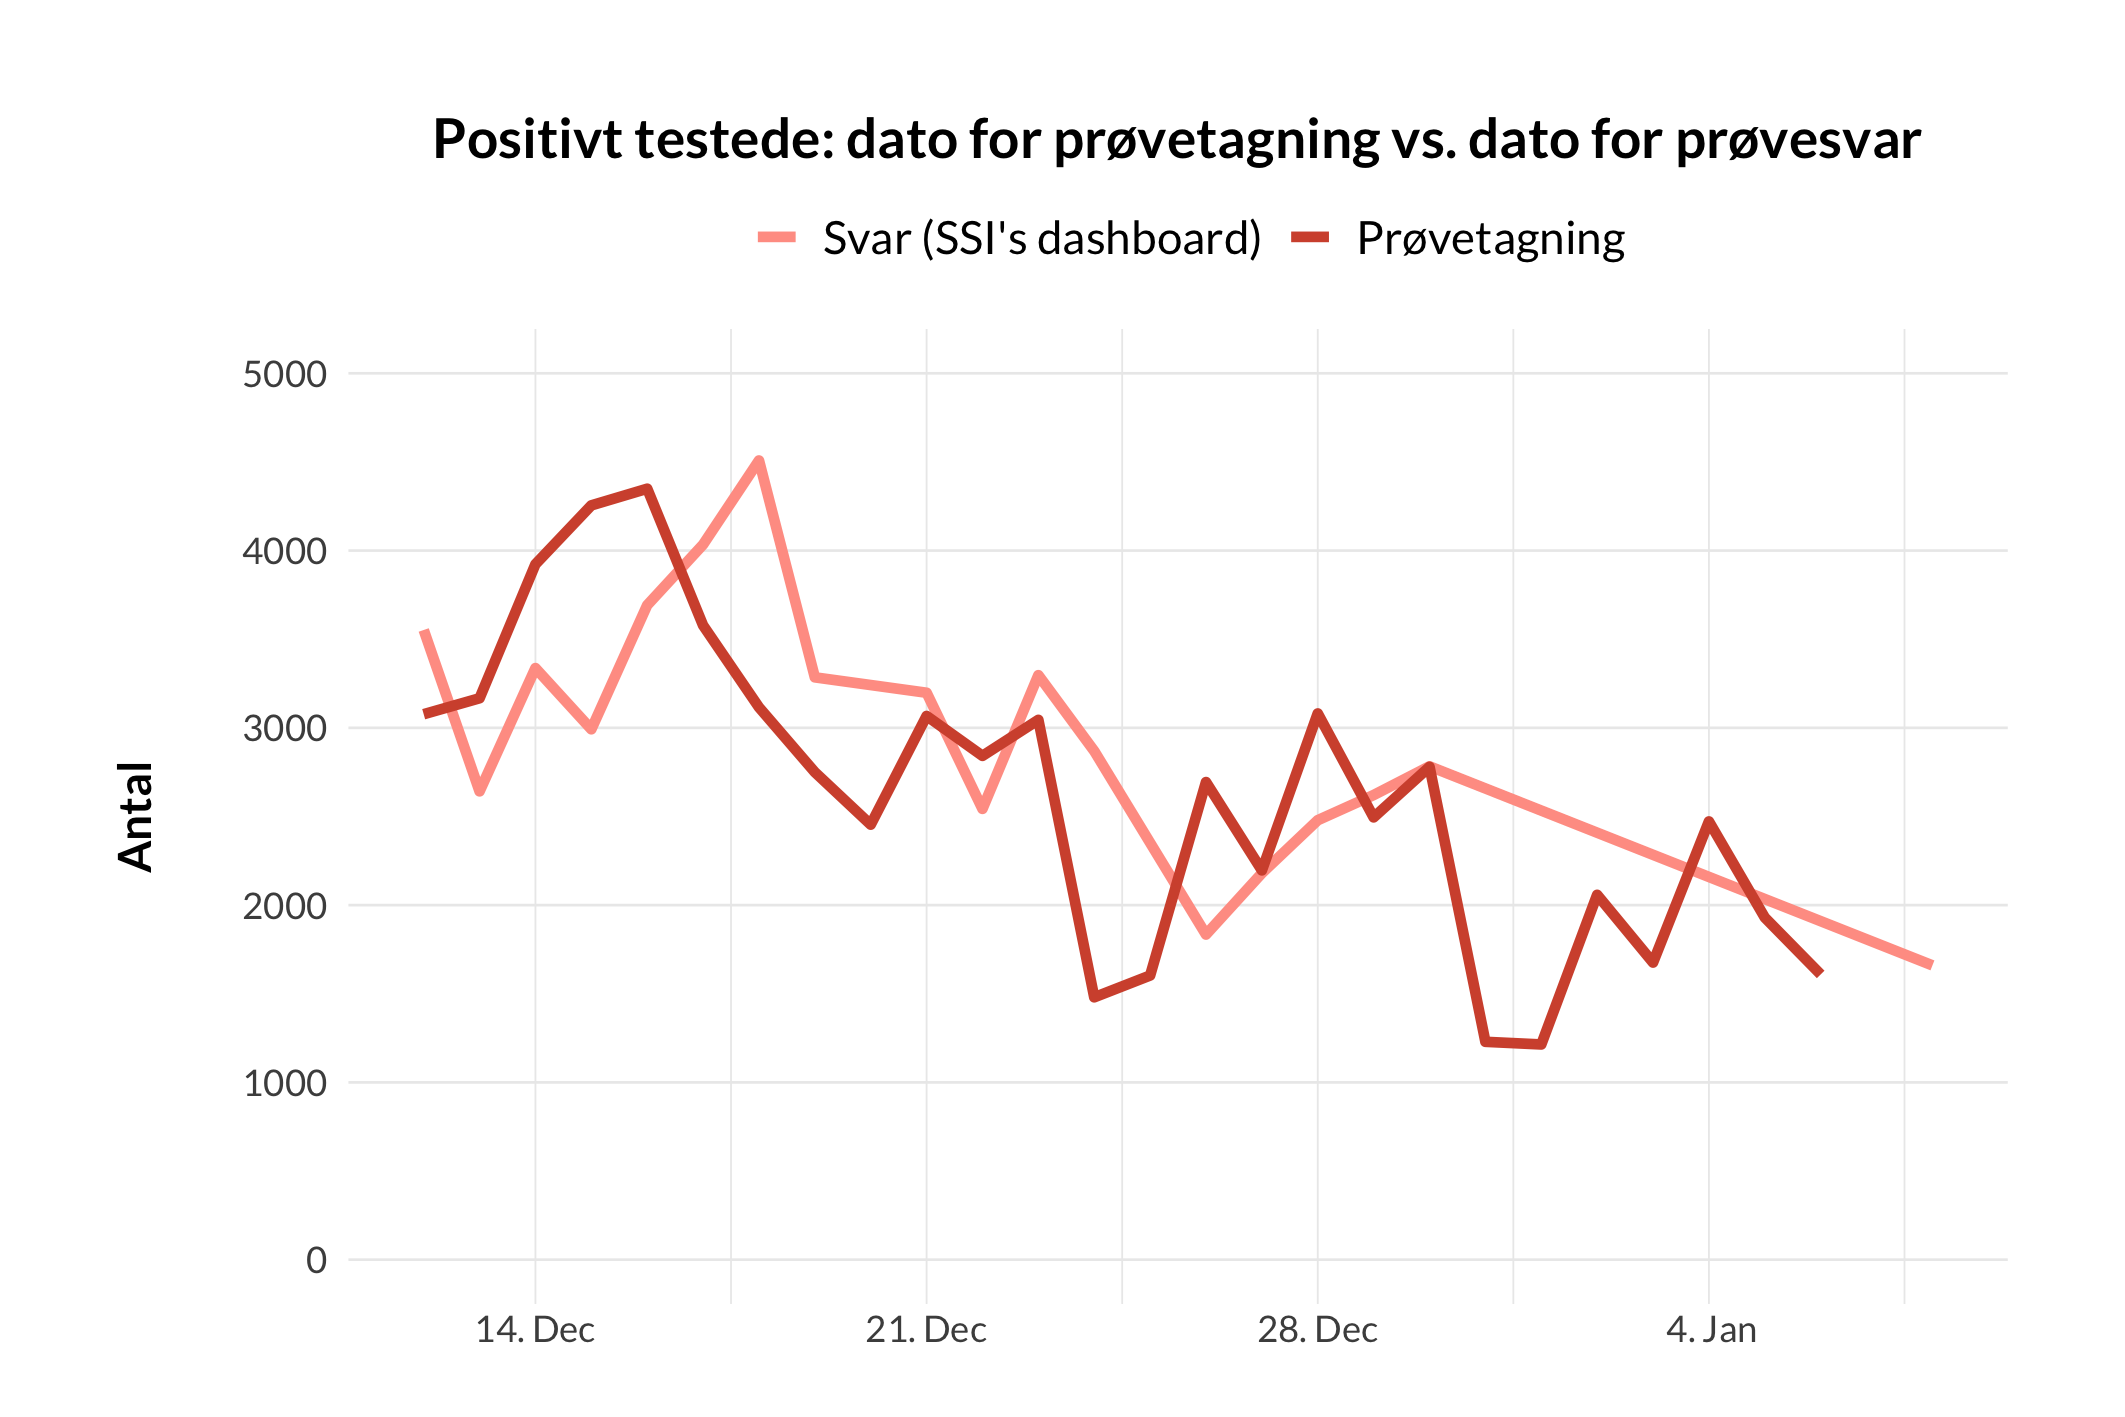 Positivt testede: dato for prøvetagning vs. dato for prøvesvar
Svar (SSI's dashboard) Prøvetagning
5000
4000
3000
2000
1000
0
Antal
14. Dec 21. Dec 28. Dec 4. Jan